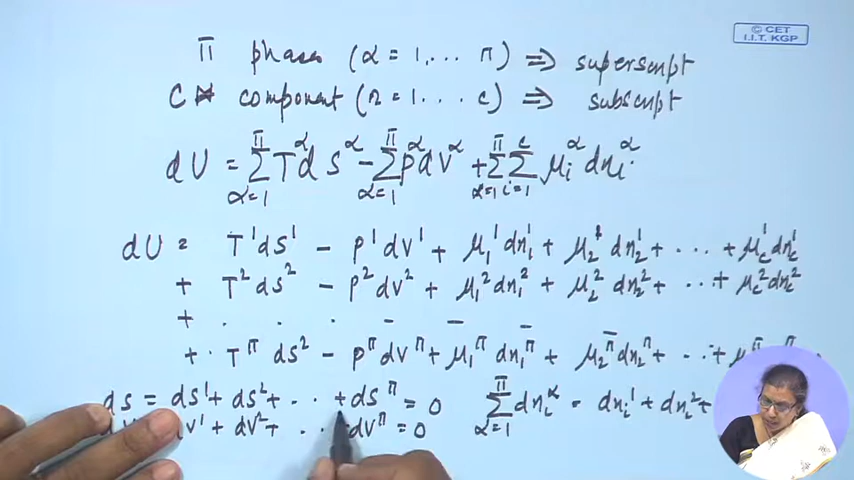 © CET
I.I.T. KGP
π phases (α = 1, ... π) ⇒ superscript
C component (n = 1 ... c) ⇒ subscript
dU = Σ_{α=1}^{π} T^α dS^α - Σ_{α=1}^{π} P^α dV^α + Σ_{α=1}^{π} Σ_{i=1}^{c} μ_i^α dn_i^α
dU = T^1 dS^1 - P^1 dV^1 + μ_1^1 dn_1^1 + μ_2^1 dn_2^1 + ... + μ_c^1 dn_c^1
+ T^2 dS^2 - P^2 dV^2 + μ_1^2 dn_1^2 + μ_2^2 dn_2^2 + ... + μ_c^2 dn_c^2
+ . . . - - - -
+ T^π dS^2 - P^π dV^π + μ_1^π dn_1^π + μ_2^π dn_2^π + ... + μ^π
dS = dS^1 + dS^2 + ... + dS^π = 0 Σ_{α=1}^{π} dn_i^α = dn_i^1 + dn_i^2 +
V^1 + dV^2 + ... dV^π = 0